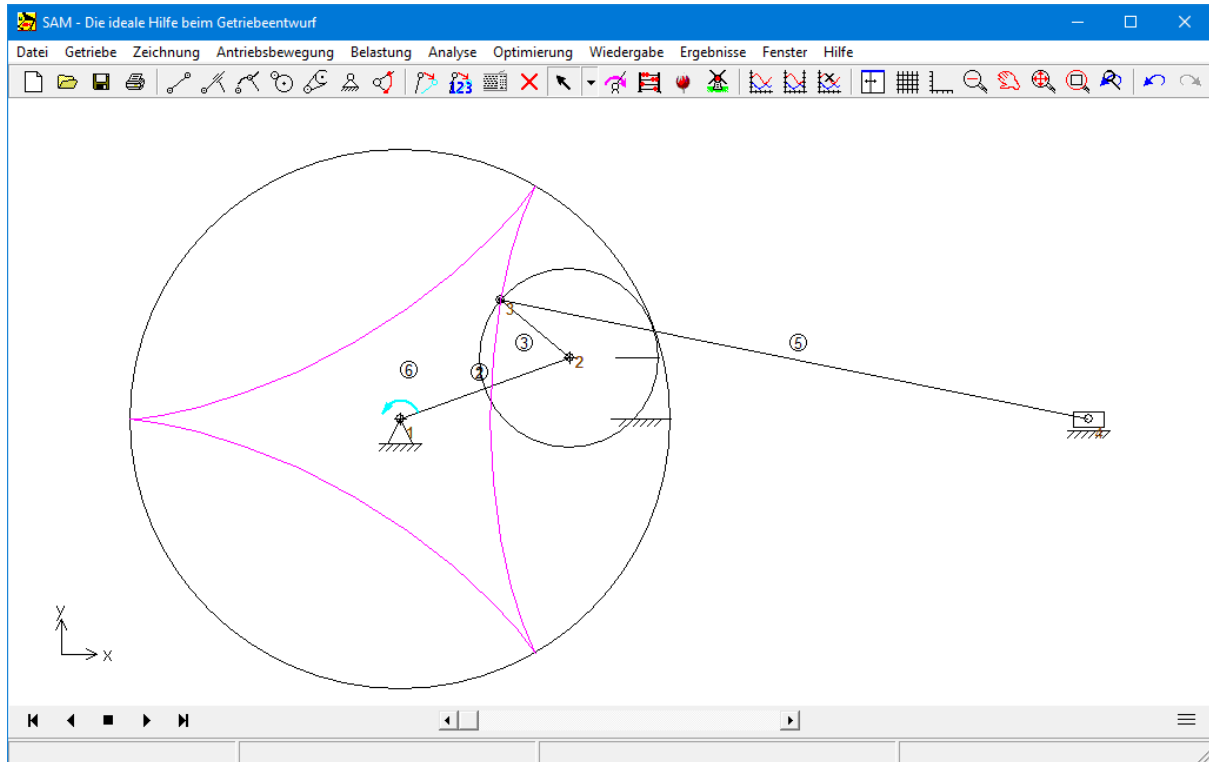 SAM - Die ideale Hilfe beim Getriebeentwurf
Datei Getriebe Zeichnung Antriebsbewegung Belastung Analyse Optimierung Wiedergabe Ergebnisse Fenster Hilfe
123
3
3
5
2
6
1
4
y
x